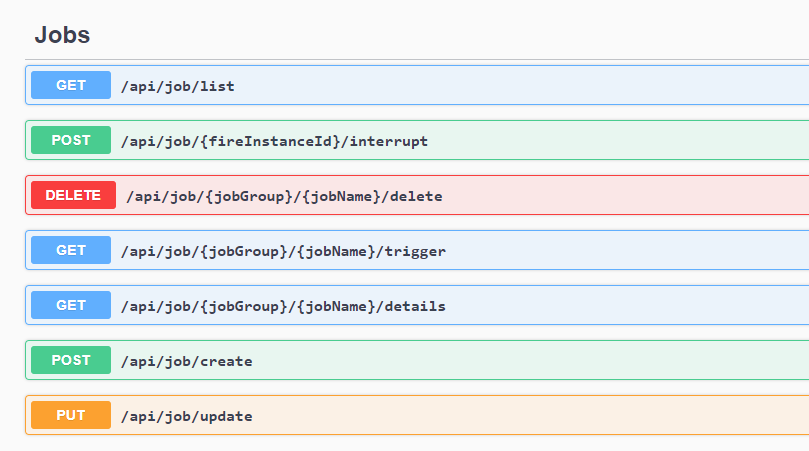 Jobs
GET /api/job/list
POST /api/job/{fireInstanceId}/interrupt
DELETE /api/job/{jobGroup}/{jobName}/delete
GET /api/job/{jobGroup}/{jobName}/trigger
GET /api/job/{jobGroup}/{jobName}/details
POST /api/job/create
PUT /api/job/update